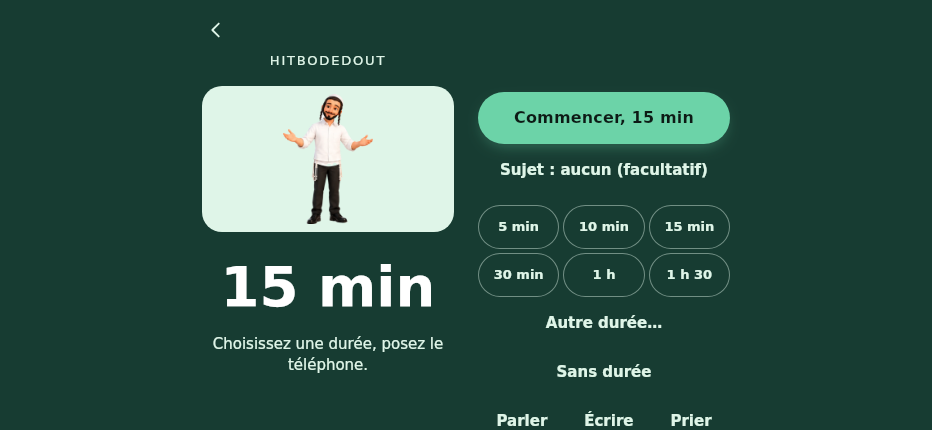 HITBODEDOUT
15 min
Choisissez une durée, posez le
téléphone.
Commencer, 15 min
Sujet : aucun (facultatif)
5 min 10 min 15 min
30 min 1 h 1 h 30
Autre durée…
Sans durée
Parler Écrire Prier